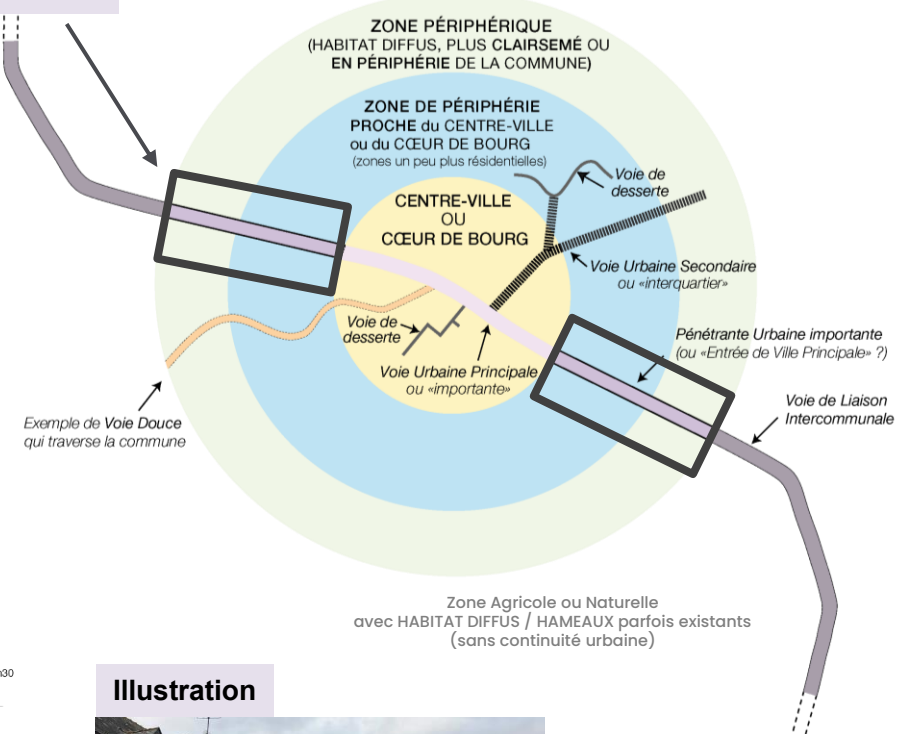 ZONE PÉRIPHÉRIQUE
(HABITAT DIFFUS, PLUS CLAIRSEMÉ OU
EN PÉRIPHÉRIE DE LA COMMUNE)
ZONE DE PÉRIPHÉRIE
PROCHE du CENTRE-VILLE
ou du CŒUR DE BOURG
(zones un peu plus résidentielles)
Voie de
desserte
CENTRE-VILLE
OU
CŒUR DE BOURG
Voie Urbaine Secondaire
ou «interquartier»
Voie de
desserte
Pénétrante Urbaine importante
(ou «Entrée de Ville Principale» ?)
Voie Urbaine Principale
ou «importante»
Voie de Liaison
Intercommunale
Exemple de Voie Douce
qui traverse la commune
Zone Agricole ou Naturelle
avec HABITAT DIFFUS / HAMEAUX parfois existants
(sans continuité urbaine)
Illustration